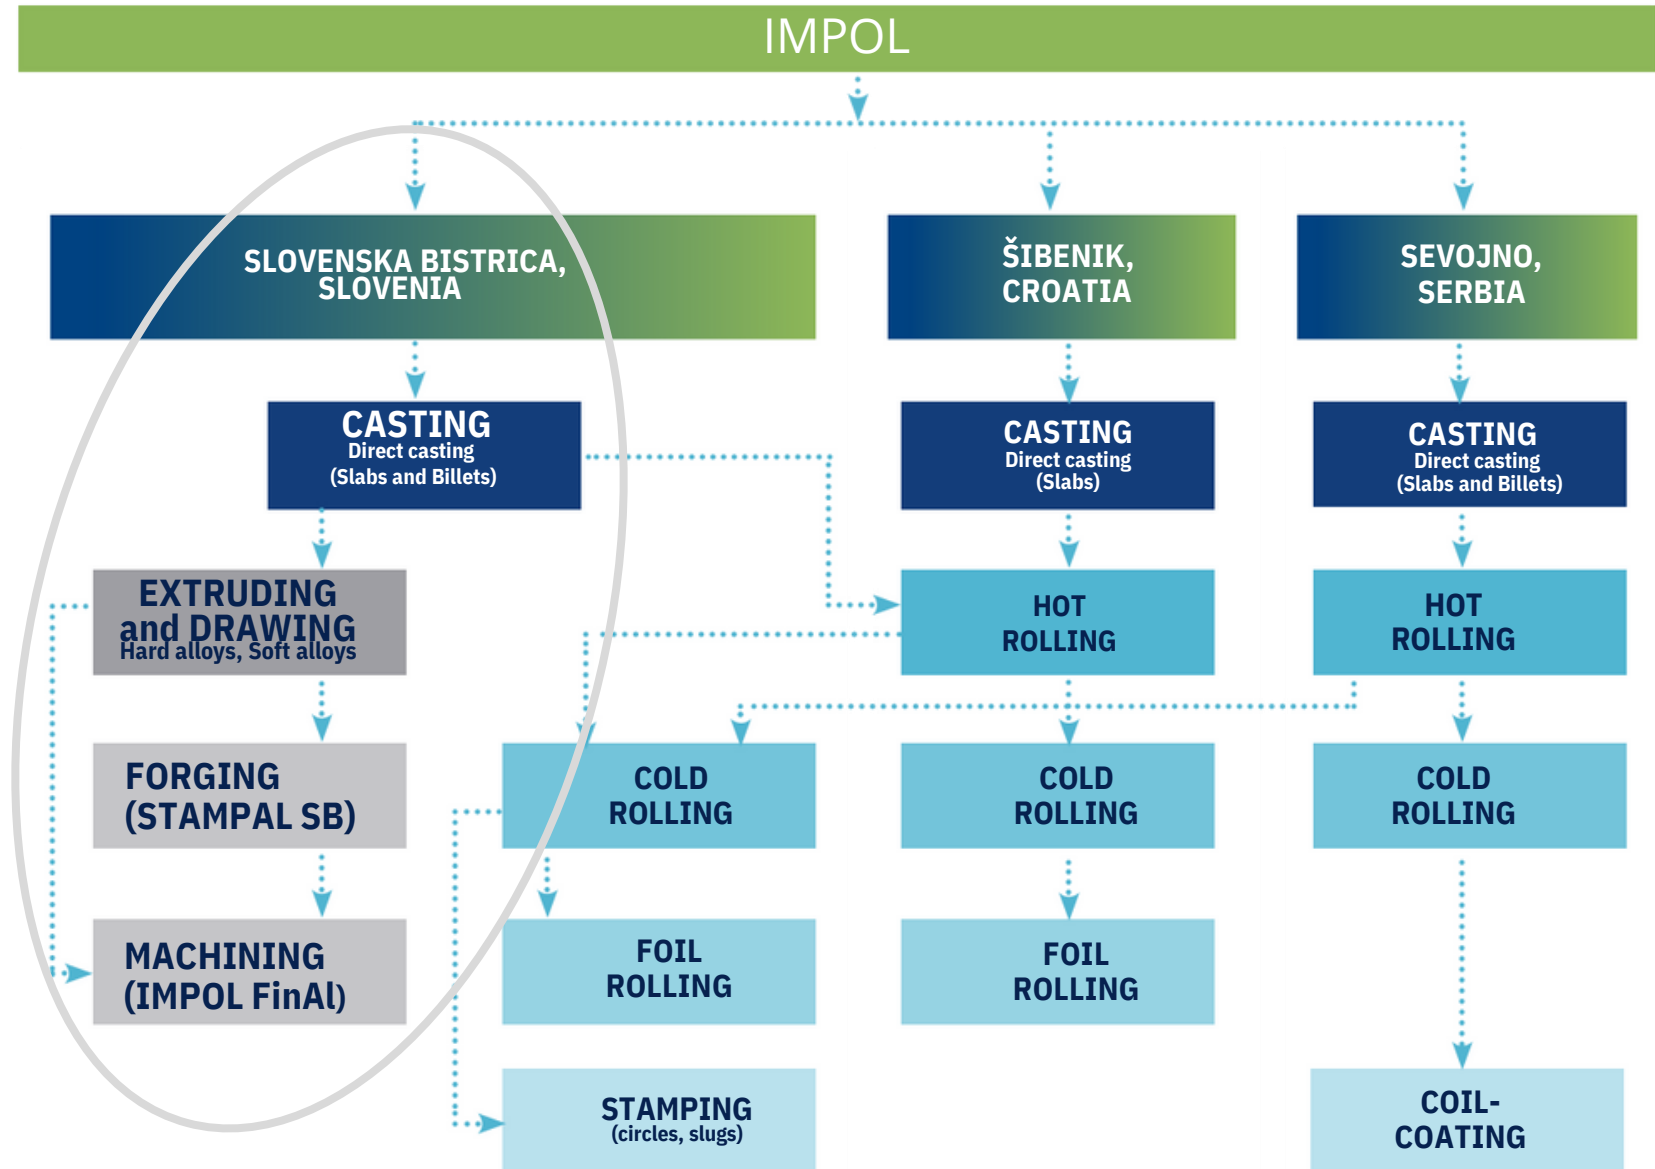 IMPOL
SLOVENSKA BISTRICA,
SLOVENIA
ŠIBENIK,
CROATIA
SEVOJNO,
SERBIA
CASTING
Direct casting
(Slabs and Billets)
CASTING
Direct casting
(Slabs)
CASTING
Direct casting
(Slabs and Billets)
EXTRUDING
and DRAWING
Hard alloys, Soft alloys
HOT
ROLLING
HOT
ROLLING
FORGING
(STAMPAL SB)
COLD
ROLLING
COLD
ROLLING
COLD
ROLLING
MACHINING
(IMPOL FinAl)
FOIL
ROLLING
FOIL
ROLLING
STAMPING
(circles, slugs)
COIL-
COATING